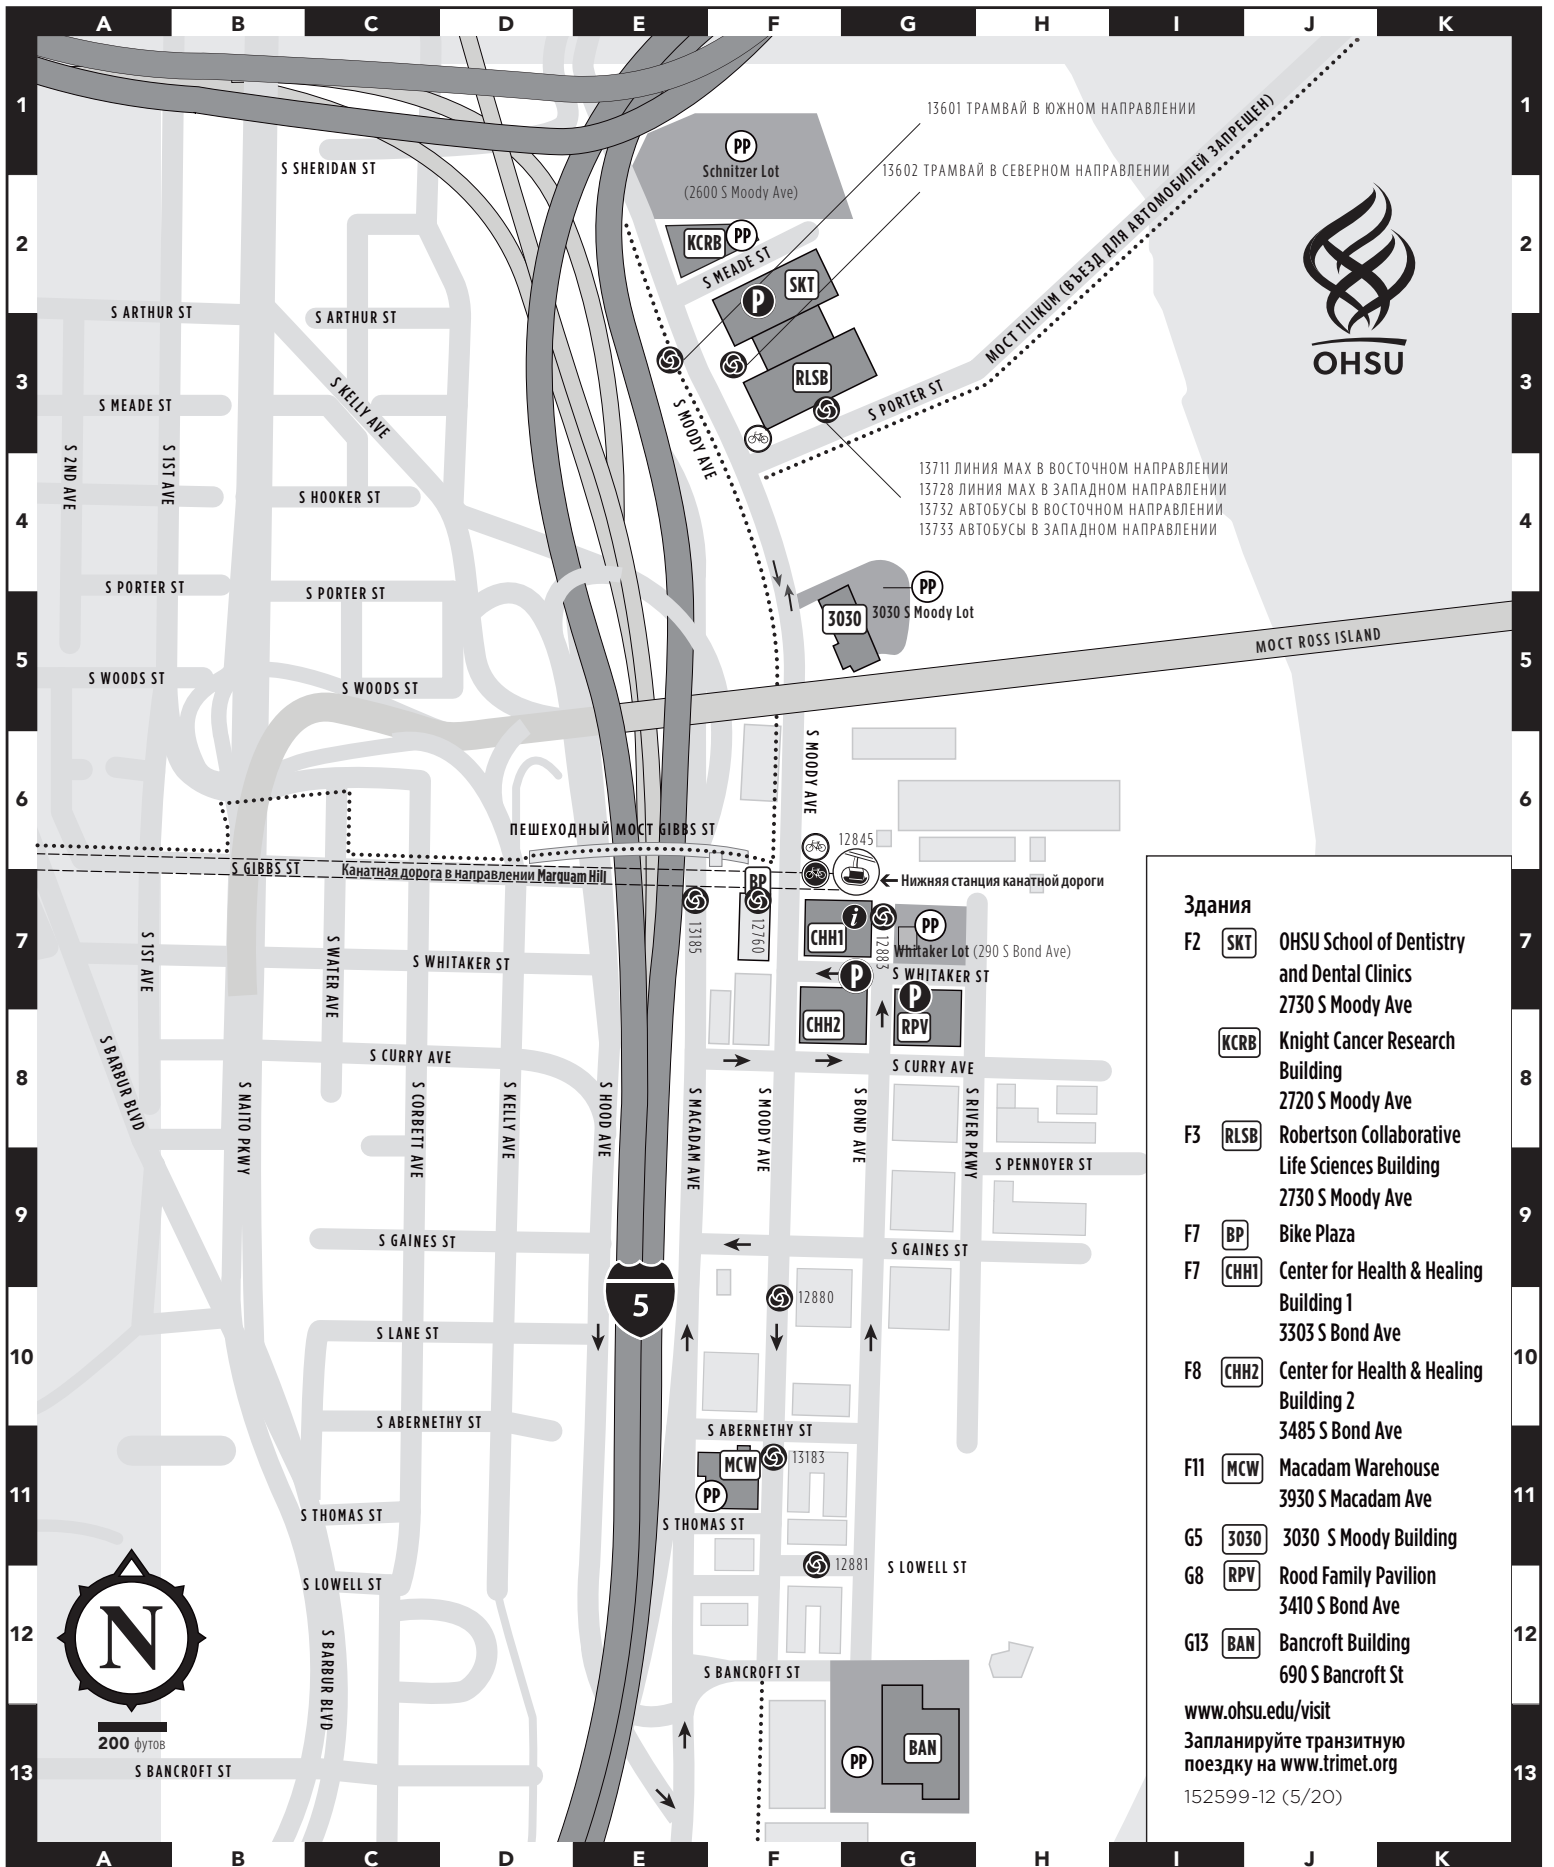 A B C D E F G H I J K
1
2
3
4
5
6
7
8
9
10
11
12
13
1
2
3
4
5
6
7
8
9
10
11
12
13
13601 ТРАМВАЙ В ЮЖНОМ НАПРАВЛЕНИИ
13602 ТРАМВАЙ В СЕВЕРНОМ НАПРАВЛЕНИИ
МОСТ TILIKUM (ВЪЕЗД ДЛЯ АВТОМОБИЛЕЙ ЗАПРЕЩЕН)
S SHERIDAN ST
PP
Schnitzer Lot
(2600 S Moody Ave)
KCRB
PP
S MEADE ST
SKT
P
OHSU
S ARTHUR ST
S ARTHUR ST
RLSB
S KELLY AVE
S MEADE ST
S MOODY AVE
S PORTER ST
S 2ND AVE
S 1ST AVE
S HOOKER ST
13711 ЛИНИЯ MAX В ВОСТОЧНОМ НАПРАВЛЕНИИ
13728 ЛИНИЯ MAX В ЗАПАДНОМ НАПРАВЛЕНИИ
13732 АВТОБУСЫ В ВОСТОЧНОМ НАПРАВЛЕНИИ
13733 АВТОБУСЫ В ЗАПАДНОМ НАПРАВЛЕНИИ
S PORTER ST
S PORTER ST
PP
3030
3030 S Moody Lot
МОСТ ROSS ISLAND
S WOODS ST
S WOODS ST
S MOODY AVE
ПЕШЕХОДНЫЙ МОСТ GIBBS ST
12845
S GIBBS ST
Канатная дорога в направлении Marquam Hill
BP
Нижняя станция канатной дороги
13185
12760
CHH1
i
12883
PP
Whitaker Lot (290 S Bond Ave)
S 1ST AVE
S WATER AVE
S WHITAKER ST
P
S WHITAKER ST
P
CHH2
RPV
S BARBUR BLVD
S CURRY AVE
S CURRY AVE
S NAITO PKWY
S CORBETT AVE
S KELLY AVE
S HOOD AVE
S MACADAM AVE
S MOODY AVE
S BOND AVE
S RIVER PKWY
S PENNOYER ST
S GAINES ST
S GAINES ST
5
12880
S LANE ST
S ABERNETHY ST
S ABERNETHY ST
MCW
13183
PP
S THOMAS ST
S THOMAS ST
12881
S LOWELL ST
S LOWELL ST
N
S BARBUR BLVD
S BANCROFT ST
200 футов
S BANCROFT ST
PP
BAN
Здания
F2 SKT OHSU School of Dentistry
and Dental Clinics
2730 S Moody Ave
KCRB Knight Cancer Research
Building
2720 S Moody Ave
F3 RLSB Robertson Collaborative
Life Sciences Building
2730 S Moody Ave
F7 BP Bike Plaza
F7 CHH1 Center for Health & Healing
Building 1
3303 S Bond Ave
F8 CHH2 Center for Health & Healing
Building 2
3485 S Bond Ave
F11 MCW Macadam Warehouse
3930 S Macadam Ave
G5 3030 3030 S Moody Building
G8 RPV Rood Family Pavilion
3410 S Bond Ave
G13 BAN Bancroft Building
690 S Bancroft St
www.ohsu.edu/visit
Запланируйте транзитную
поездку на www.trimet.org
152599-12 (5/20)
A B C D E F G H I J K